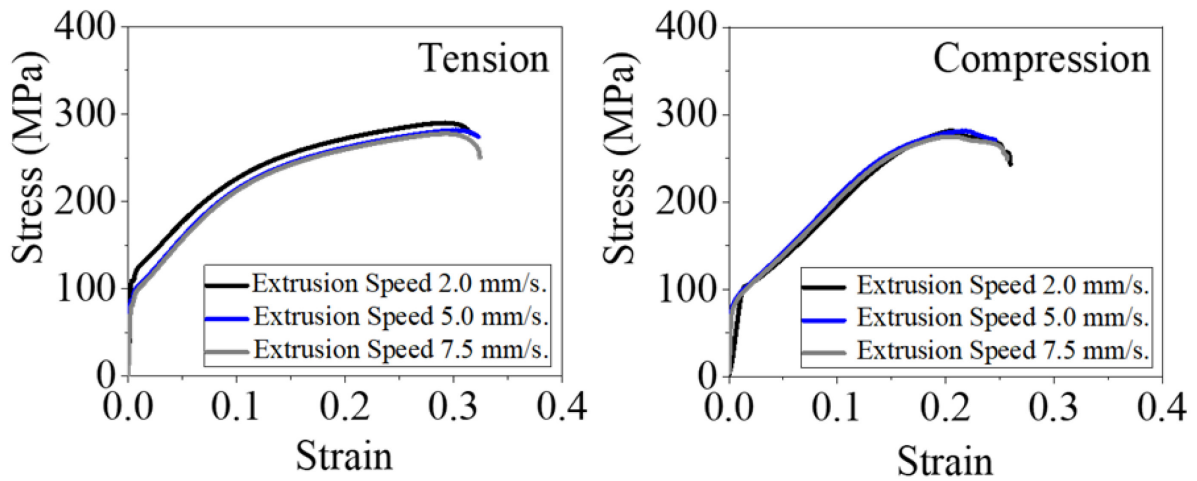 Stress (MPa)
400
300
200
100
0
Tension
Extrusion Speed 2.0 mm/s.
Extrusion Speed 5.0 mm/s.
Extrusion Speed 7.5 mm/s.
0.0 0.1 0.2 0.3 0.4
Strain
Stress (MPa)
400
300
200
100
0
Compression
Extrusion Speed 2.0 mm/s.
Extrusion Speed 5.0 mm/s.
Extrusion Speed 7.5 mm/s.
0.0 0.1 0.2 0.3 0.4
Strain